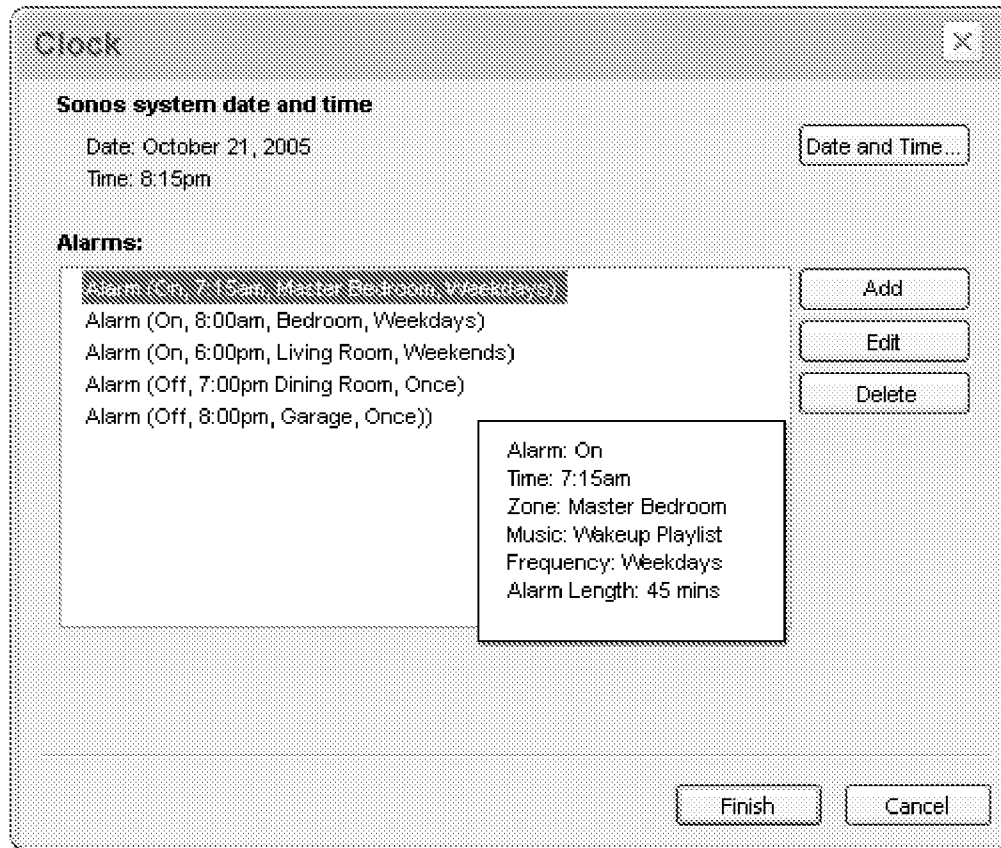 Clock
Sonos system date and time
Date: October 21, 2005
Date and Time...
Time: 8:15pm
Alarms:
Alarm (On, 7:15am, Master Bedroom, Weekdays)
Add
Alarm (On, 8:00am, Bedroom, Weekdays)
Edit
Alarm (On, 6:00pm, Living Room, Weekends)
Alarm (Off, 7:00pm Dining Room, Once)
Delete
Alarm (Off, 8:00pm, Garage, Once))
Alarm: On
Time: 7:15am
Zone: Master Bedroom
Music: Wakeup Playlist
Frequency: Weekdays
Alarm Length: 45 mins
Finish
Cancel